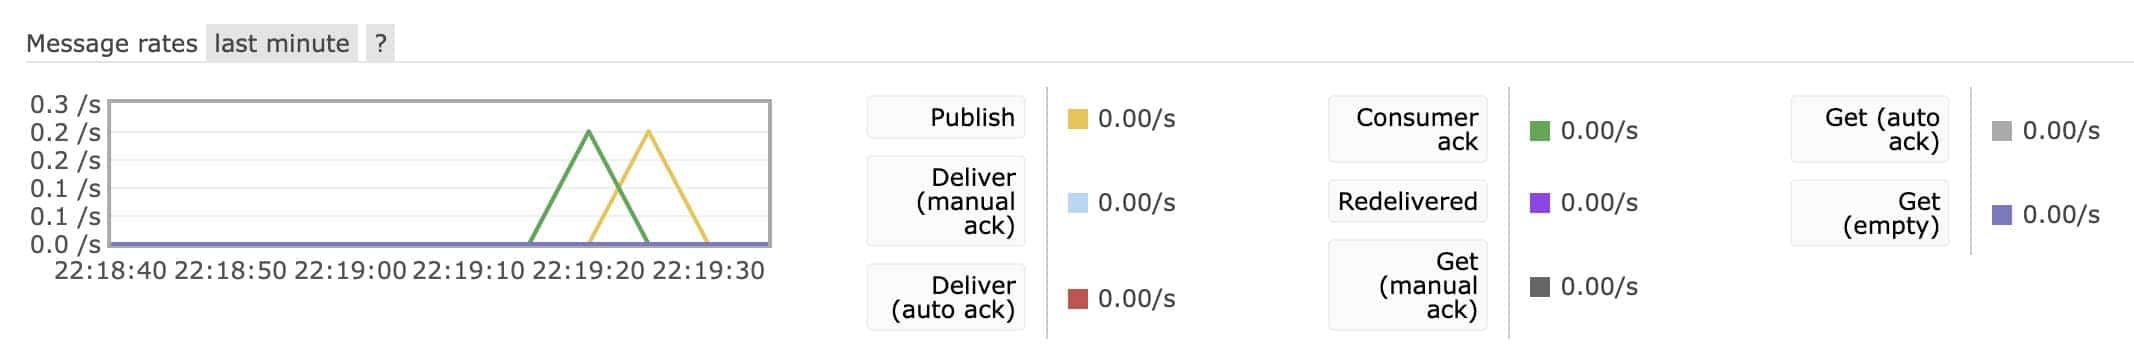 Message rates last minute ?
0.3 /s
0.2 /s
0.2 /s
0.1 /s
0.1 /s
0.0 /s
22:18:40 22:18:50 22:19:00 22:19:10 22:19:20 22:19:30
Publish 0.00/s
Deliver
(manual
ack) 0.00/s
Deliver
(auto ack) 0.00/s
Consumer
ack 0.00/s
Redelivered 0.00/s
Get
(manual
ack) 0.00/s
Get (auto
ack) 0.00/s
Get
(empty) 0.00/s